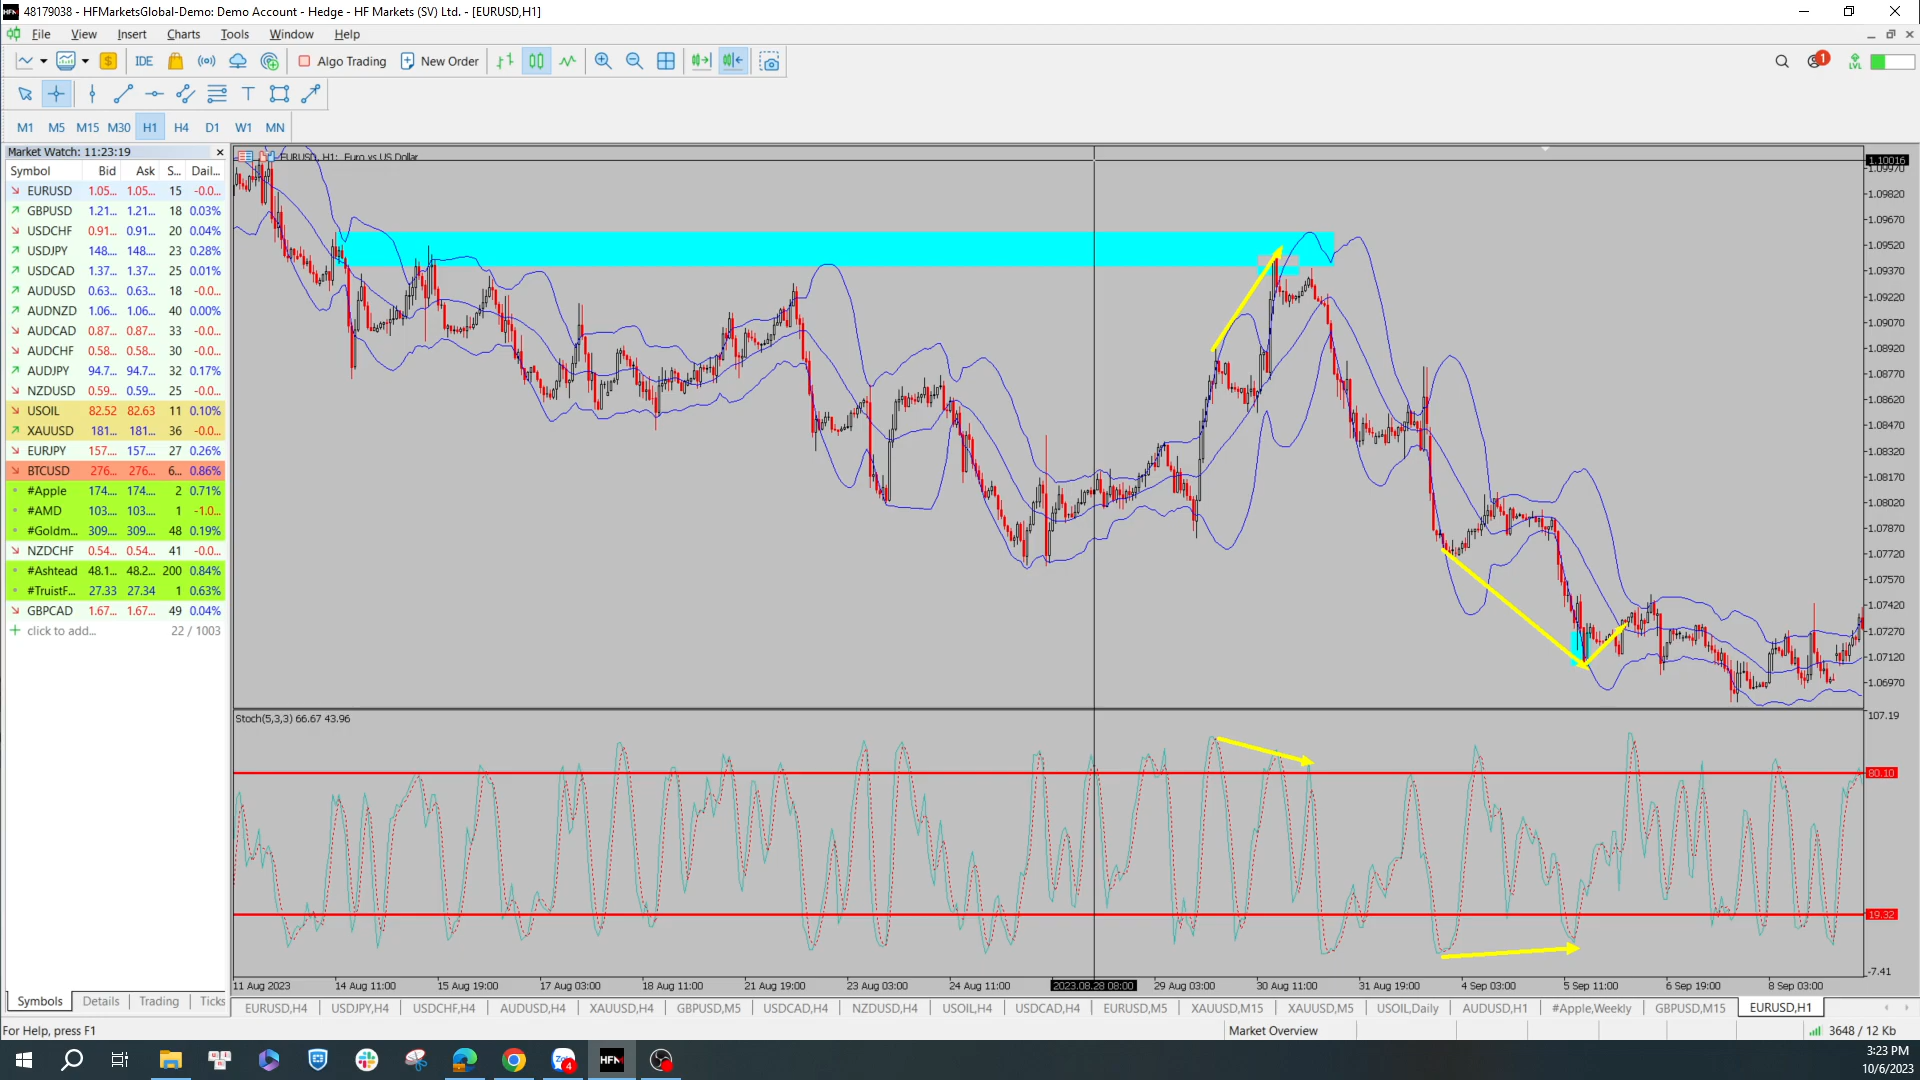 48179038 - HFMarketsGlobal-Demo: Demo Account - Hedge - HF Markets (SV) Ltd. - [EURUSD,H1]
File View Insert Charts Tools Window Help
IDE Algo Trading New Order 1 LVL
M1 M5 M15 M30 H1 H4 D1 W1 MN
Market Watch: 11:23:19
Symbol Bid Ask S... Dail...
EURUSD 1.05... 1.05... 15 -0.0...
GBPUSD 1.21... 1.21... 18 0.03%
USDCHF 0.91... 0.91... 20 0.04%
USDJPY 148.... 148.... 23 0.28%
USDCAD 1.37... 1.37... 25 0.01%
AUDUSD 0.63... 0.63... 18 -0.0...
AUDNZD 1.06... 1.06... 40 0.00%
AUDCAD 0.87... 0.87... 33 -0.0...
AUDCHF 0.58... 0.58... 30 -0.0...
AUDJPY 94.7... 94.7... 32 0.17%
NZDUSD 0.59... 0.59... 25 -0.0...
USOIL 82.52 82.63 11 0.10%
XAUUSD 181... 181... 36 -0.0...
EURJPY 157.... 157.... 27 0.26%
BTCUSD 276... 276... 6... 0.86%
#Apple 174.... 174.... 2 0.71%
#AMD 103.... 103.... 1 -1.0...
#Goldm... 309.... 309.... 48 0.19%
NZDCHF 0.54... 0.54... 41 -0.0...
#Ashtead 48.1... 48.2... 200 0.84%
#TruistF... 27.33 27.34 1 0.63%
GBPCAD 1.67... 1.67... 49 0.04%
click to add... 22 / 1003
Symbols Details Trading Ticks
EURUSD, H1: Euro vs US Dollar
1.10016
1.09970
1.09820
1.09670
1.09520
1.09370
1.09220
1.09070
1.08920
1.08770
1.08620
1.08470
1.08320
1.08170
1.08020
1.07870
1.07720
1.07570
1.07420
1.07270
1.07120
1.06970
Stoch(5,3,3) 66.67 43.96
107.19
80.10
19.32
-7.41
11 Aug 2023 14 Aug 11:00 15 Aug 19:00 17 Aug 03:00 18 Aug 11:00 21 Aug 19:00 23 Aug 03:00 24 Aug 11:00 2023.08.28 08:00 29 Aug 03:00 30 Aug 11:00 31 Aug 19:00 4 Sep 03:00 5 Sep 11:00 6 Sep 19:00 8 Sep 03:00
EURUSD,H4 USDJPY,H4 USDCHF,H4 AUDUSD,H4 XAUUSD,H4 GBPUSD,M5 USDCAD,H4 NZDUSD,H4 USOIL,H4 USDCAD,H4 EURUSD,M5 XAUUSD,M15 XAUUSD,M5 USOIL,Daily AUDUSD,H1 #Apple,Weekly GBPUSD,M15 EURUSD,H1
For Help, press F1 Market Overview 3648 / 12 Kb
HFM 4
3:23 PM
10/6/2023